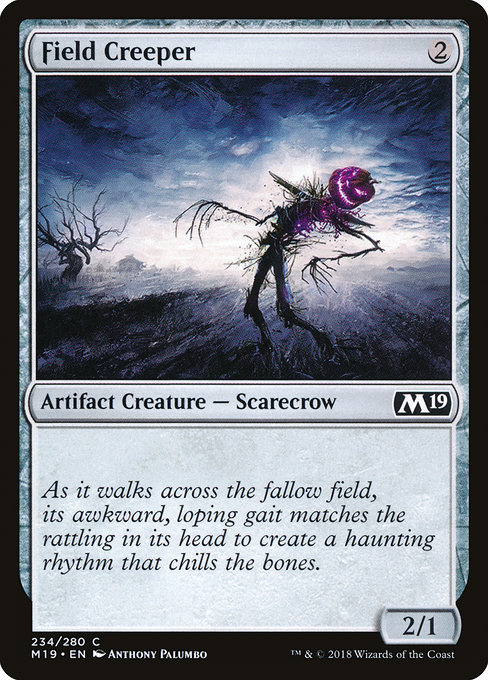 Field Creeper 2
Artifact Creature — Scarecrow M19
As it walks across the fallow field,
its awkward, loping gait matches the
rattling in its head to create a haunting
rhythm that chills the bones.
2/1
234/280 C
M19 • EN Anthony Palumbo ™ & © 2018 Wizards of the Coast